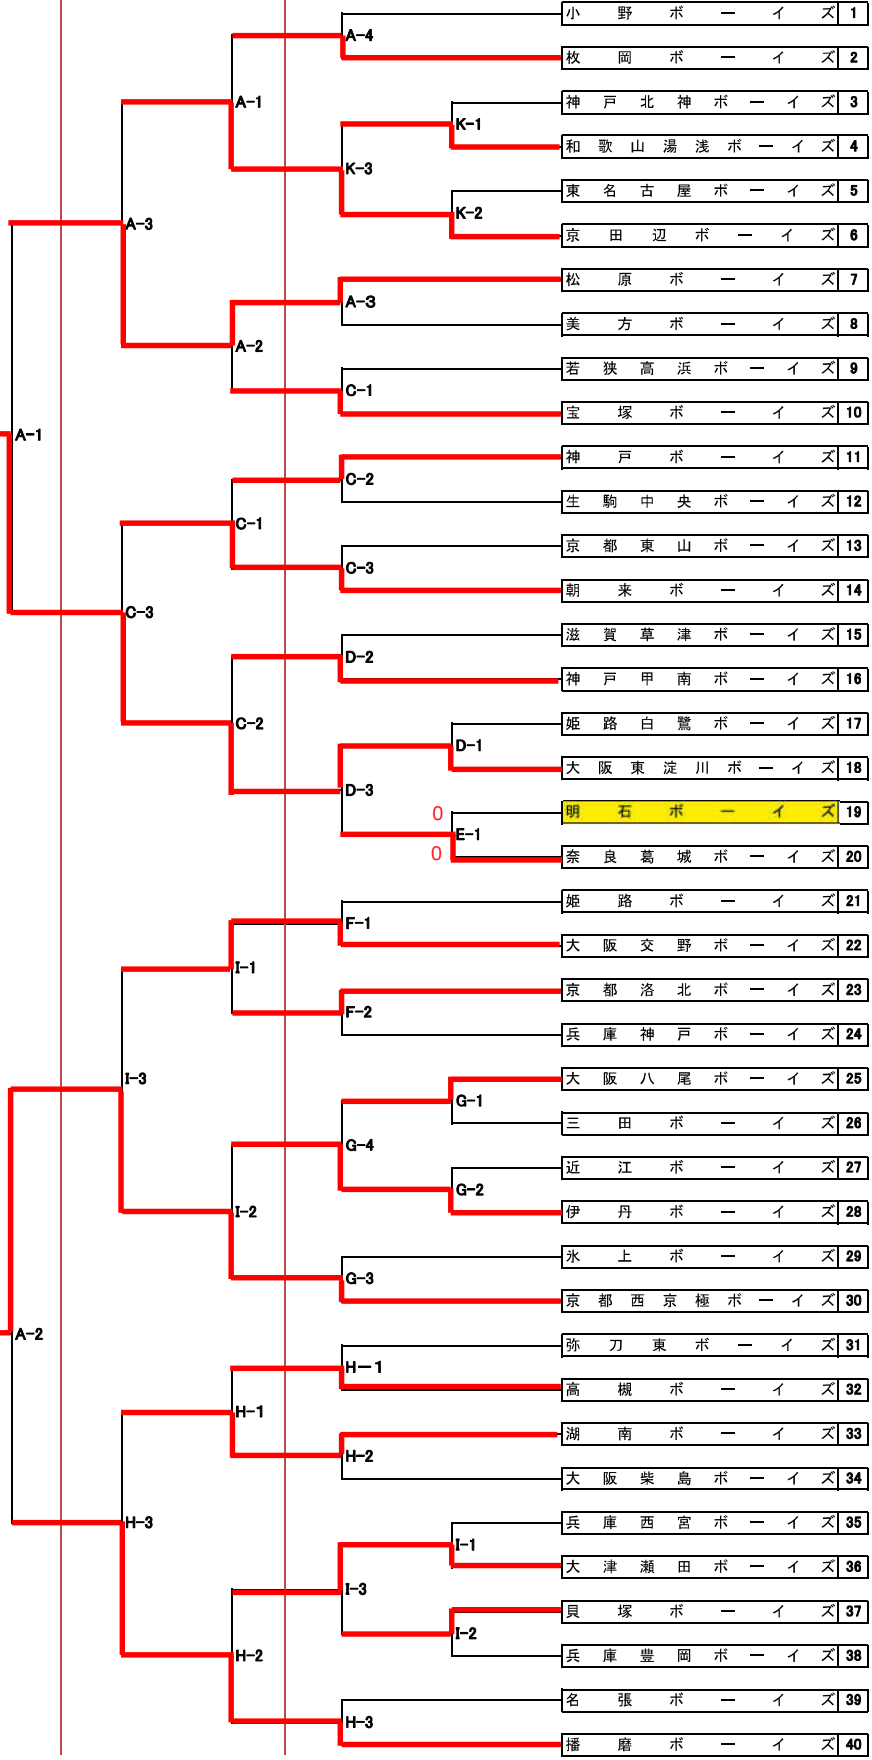 小野ボーイズ 1
A-4
枚岡ボーイズ 2
A-1
神戸北神ボーイズ 3
K-1
和歌山湯浅ボーイズ 4
K-3
東名古屋ボーイズ 5
K-2
A-3
京田辺ボーイズ 6
松原ボーイズ 7
A-3
美方ボーイズ 8
A-2
若狭高浜ボーイズ 9
C-1
宝塚ボーイズ 10
A-1
神戸ボーイズ 11
C-2
生駒中央ボーイズ 12
C-1
京都東山ボーイズ 13
C-3
朝来ボーイズ 14
C-3
滋賀草津ボーイズ 15
D-2
神戸甲南ボーイズ 16
C-2
姫路白鷺ボーイズ 17
D-1
大阪東淀川ボーイズ 18
D-3
0
明石ボーイズ 19
E-1
0
奈良葛城ボーイズ 20
姫路ボーイズ 21
F-1
大阪交野ボーイズ 22
I-1
京都洛北ボーイズ 23
F-2
兵庫神戸ボーイズ 24
I-3
大阪八尾ボーイズ 25
G-1
三田ボーイズ 26
G-4
近江ボーイズ 27
G-2
伊丹ボーイズ 28
I-2
氷上ボーイズ 29
G-3
京都西京極ボーイズ 30
A-2
弥刀東ボーイズ 31
H－1
高槻ボーイズ 32
H-1
湖南ボーイズ 33
H-2
大阪柴島ボーイズ 34
H-3
兵庫西宮ボーイズ 35
I-1
大津瀬田ボーイズ 36
I-3
貝塚ボーイズ 37
I-2
兵庫豊岡ボーイズ 38
H-2
名張ボーイズ 39
H-3
播磨ボーイズ 40